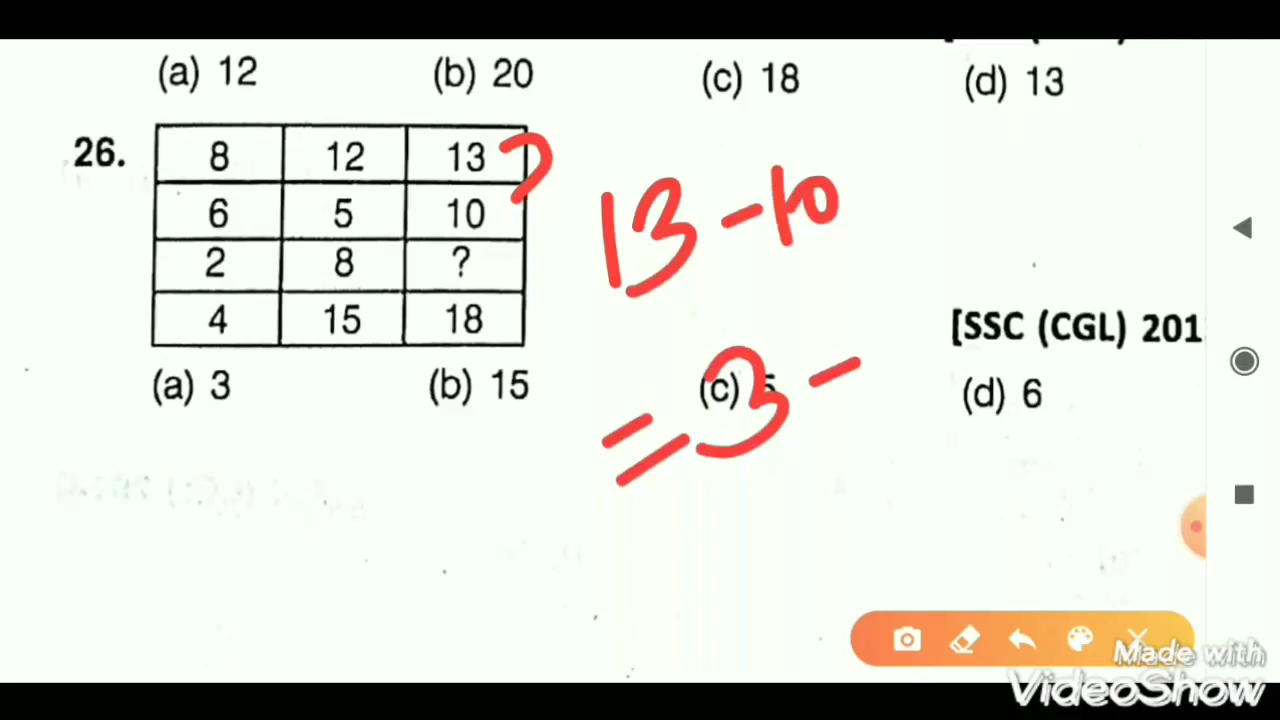 (a) 12 (b) 20 (c) 18 (d) 13
26. 8 12 13
6 5 10
2 8 ?
4 15 18
13 - 10
= 3 -
[SSC (CGL) 201
(a) 3 (b) 15 (c) 5 (d) 6
Made with
VideoShow